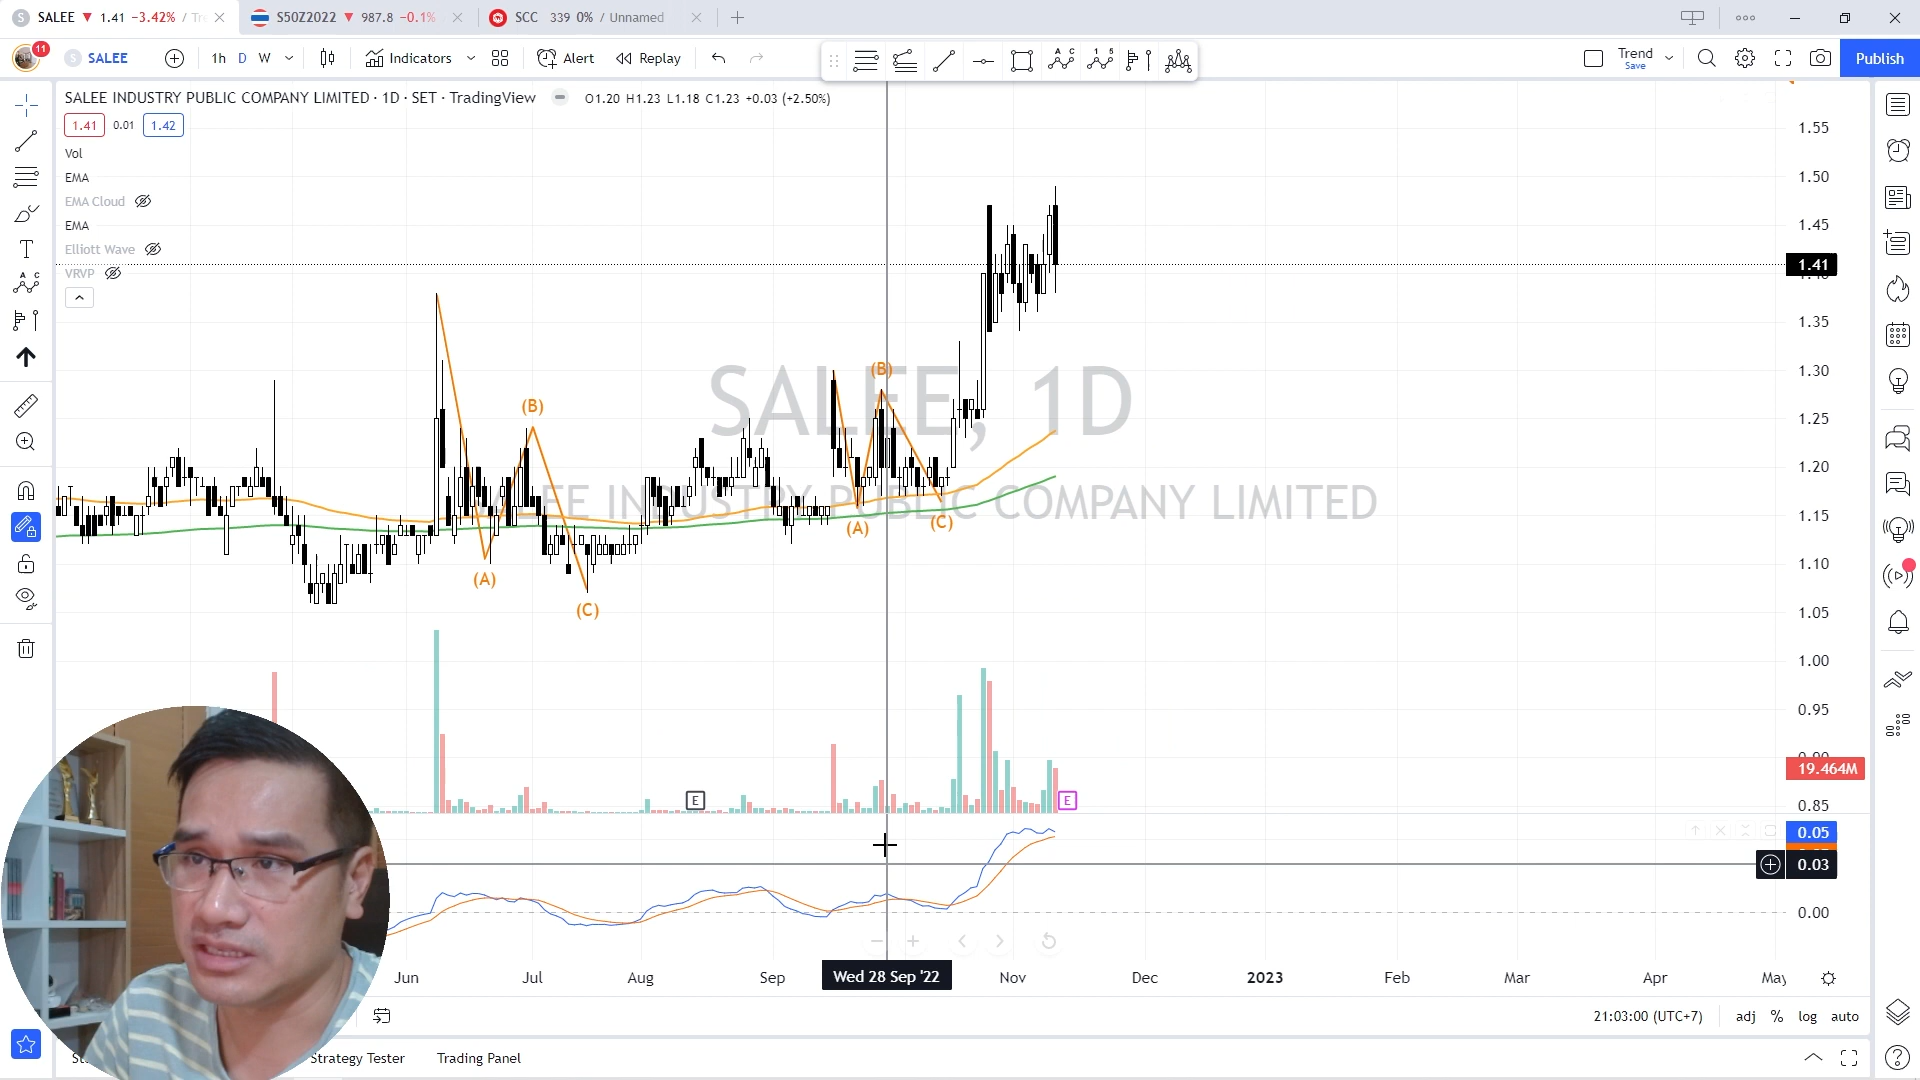 SALEE 1.41 −3.42% / Tre
S50Z2022 987.8 −0.1%
SCC 339 0% / Unnamed
11
SALEE
1h D W
Indicators
Alert
Replay
Trend
Save
Publish
SALEE INDUSTRY PUBLIC COMPANY LIMITED · 1D · SET · TradingView
O1.20 H1.23 L1.18 C1.23 +0.03 (+2.50%)
1.41 0.01 1.42
Vol
EMA
EMA Cloud
EMA
Elliott Wave
VRVP
SALEE, 1D
SALEE INDUSTRY PUBLIC COMPANY LIMITED
(A)
(B)
(C)
(A)
(B)
(C)
E
E
1.55
1.50
1.45
1.41
1.35
1.30
1.25
1.20
1.15
1.10
1.05
1.00
0.95
0.90
19.464M
0.85
0.05
0.03
0.00
Jun
Jul
Aug
Sep
Wed 28 Sep '22
Nov
Dec
2023
Feb
Mar
Apr
May
21:03:00 (UTC+7)
adj % log auto
Strategy Tester
Trading Panel